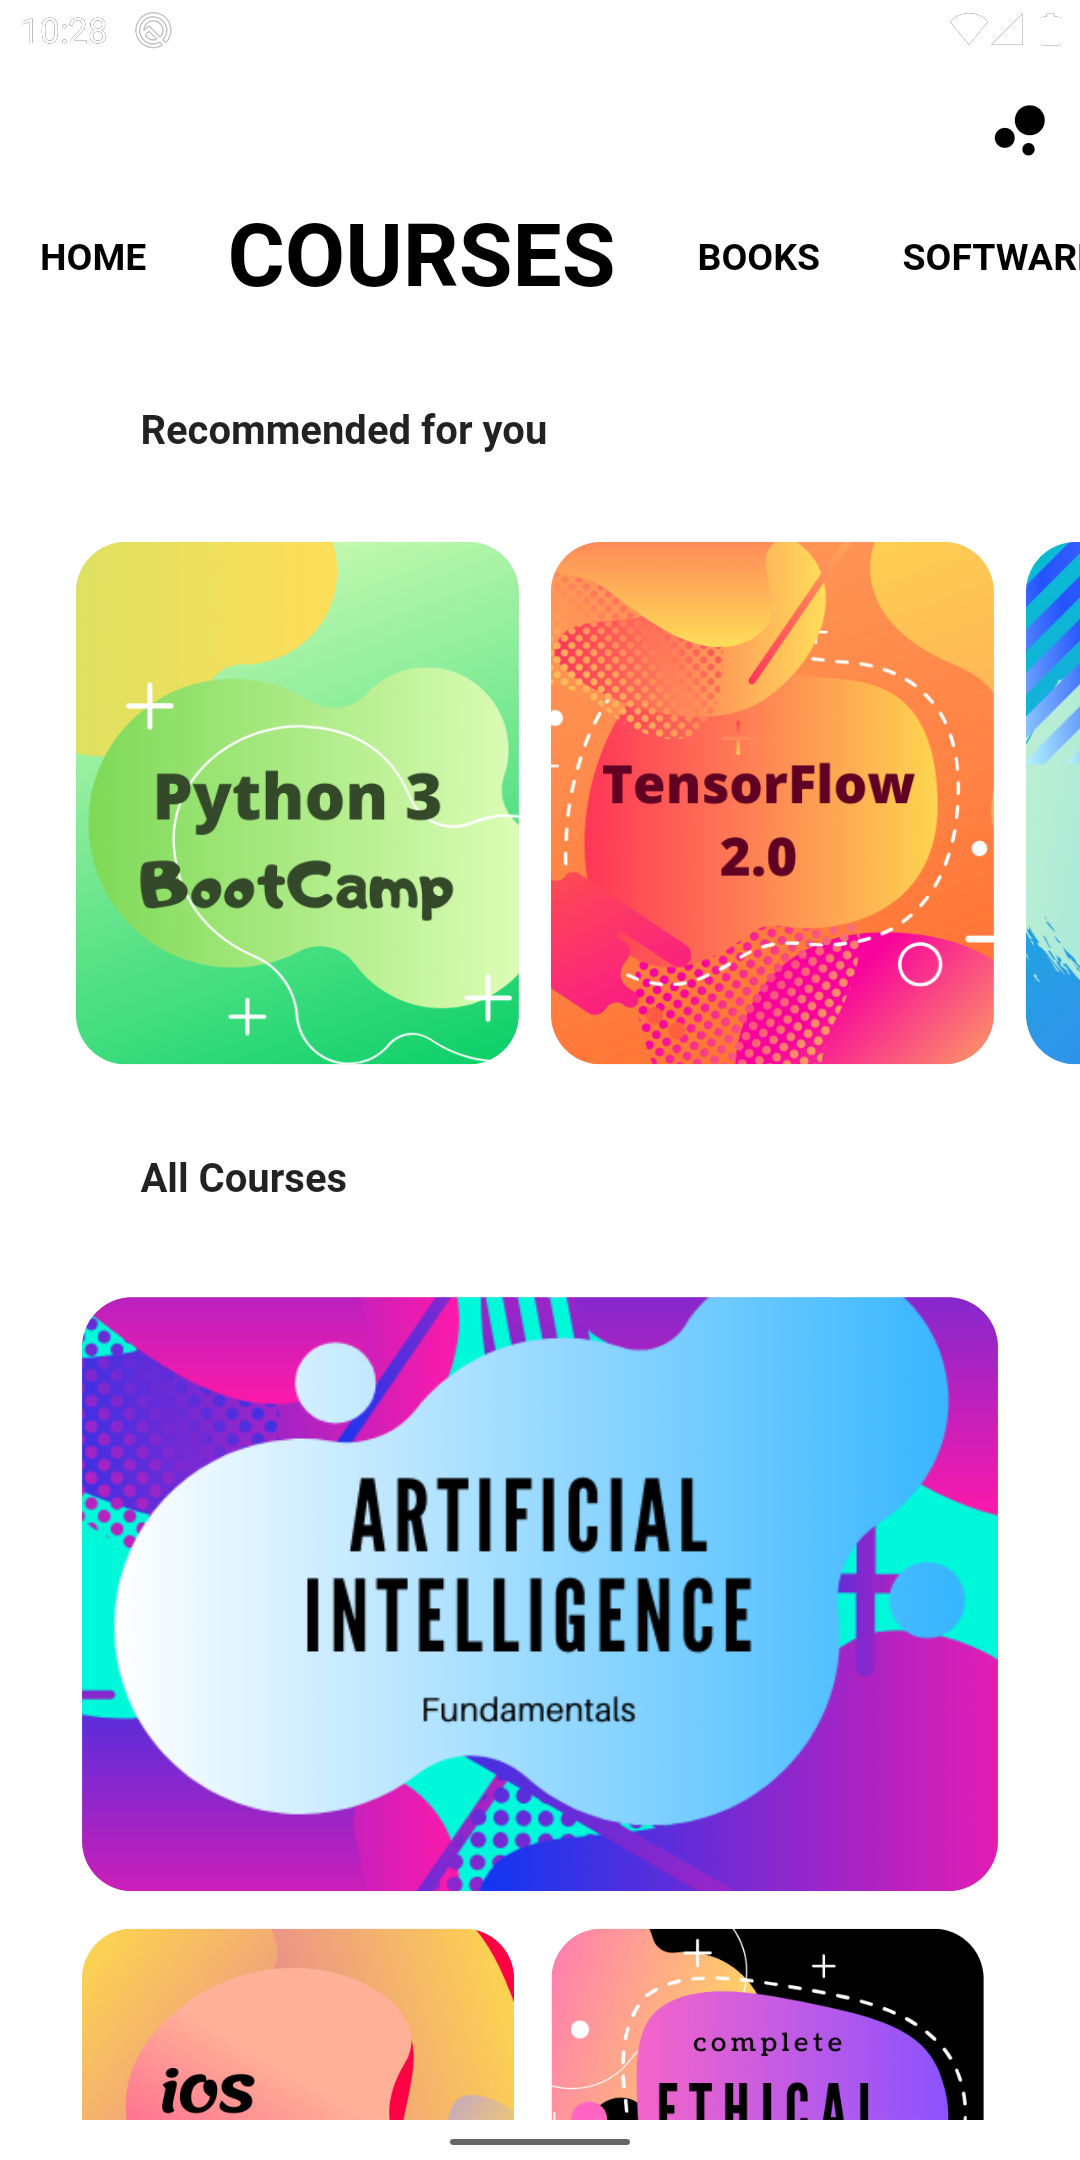 10:28
HOME COURSES BOOKS SOFTWAR
Recommended for you
Python 3
BootCamp
TensorFlow
2.0
All Courses
ARTIFICIAL
INTELLIGENCE
Fundamentals
ios
complete
ETHICAL